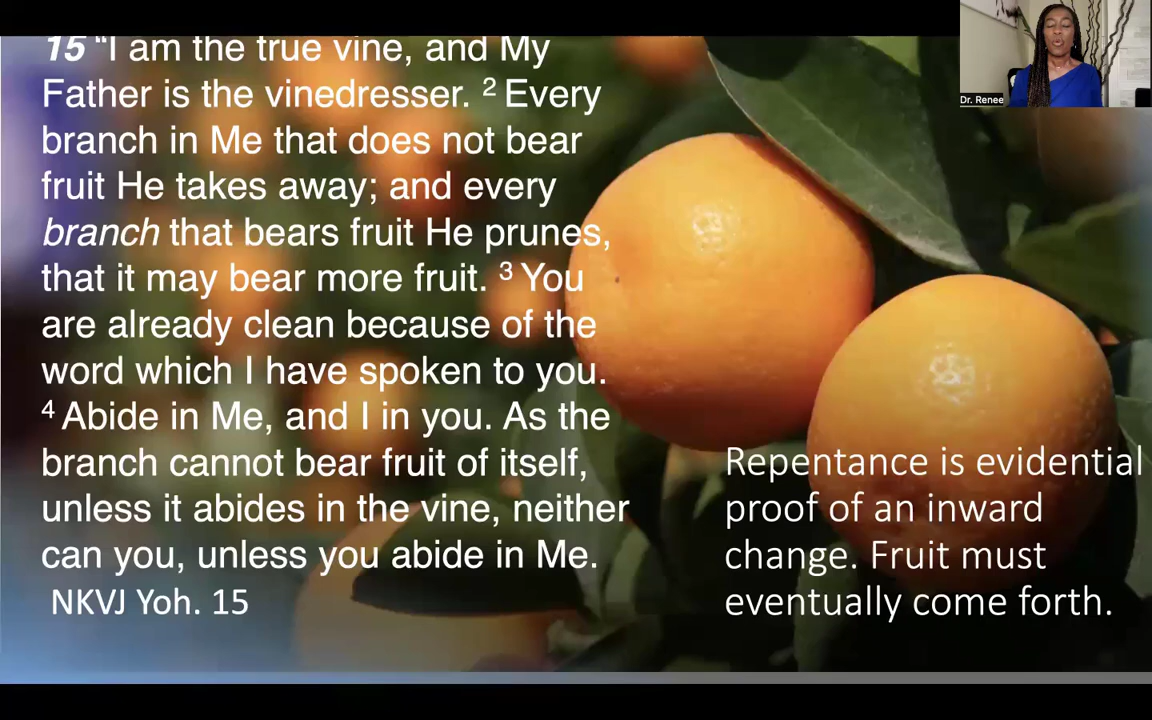 15 “I am the true vine, and My
Father is the vinedresser. 2 Every
branch in Me that does not bear
fruit He takes away; and every
branch that bears fruit He prunes,
that it may bear more fruit. 3 You
are already clean because of the
word which I have spoken to you.
4 Abide in Me, and I in you. As the
branch cannot bear fruit of itself,
unless it abides in the vine, neither
can you, unless you abide in Me.
NKVJ Yoh. 15
Repentance is evidential
proof of an inward
change. Fruit must
eventually come forth.
Dr. Renee